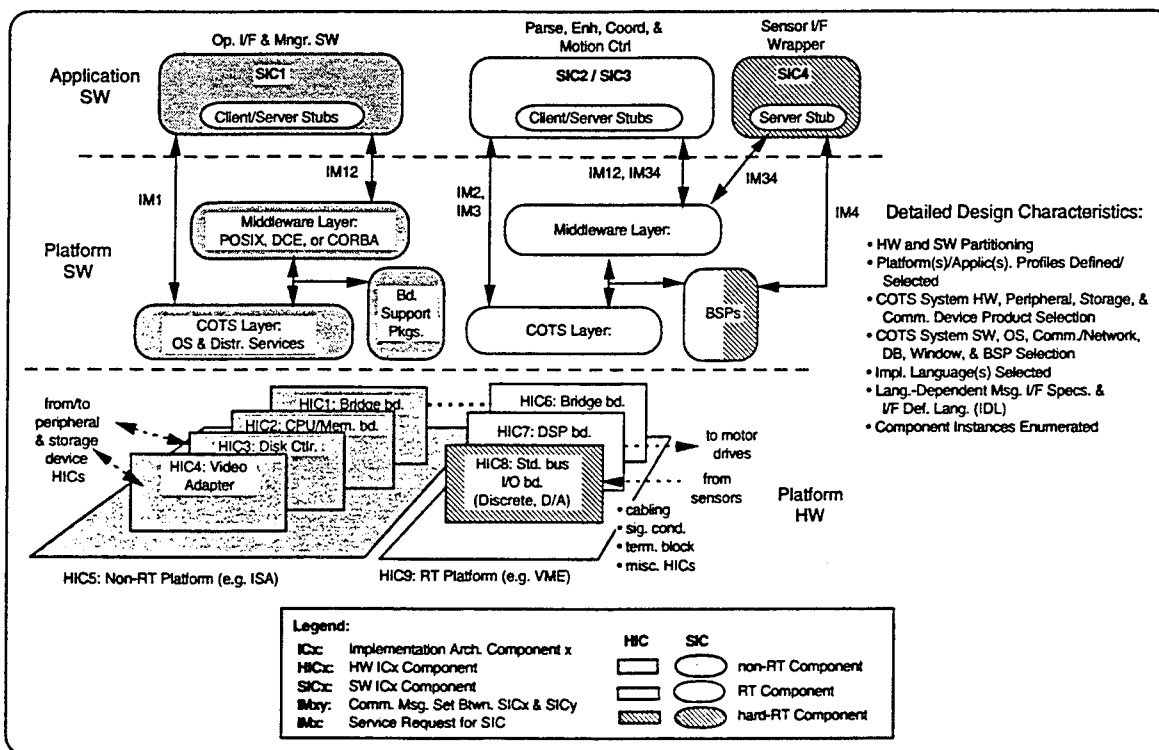 Op. I/F & Mngr. SW
Parse, Enh, Coord, &
Motion Ctrl
Sensor I/F
Wrapper
Application
SW
SIC1
SIC2 / SIC3
SIC4
Client/Server Stubs
Client/Server Stubs
Server Stub
IM1
IM12
IM2,
IM3
IM12, IM34
IM34
IM4
Platform
SW
Middleware Layer:
POSIX, DCE, or CORBA
Middleware Layer:
Bd.
Support
Pkgs.
BSPs
COTS Layer:
OS & Distr. Services
COTS Layer:
Detailed Design Characteristics:
• HW and SW Partitioning
• Platform(s)/Applic(s). Profiles Defined/
Selected
• COTS System HW, Peripheral, Storage, &
Comm. Device Product Selection
• COTS System SW, OS, Comm./Network,
DB, Window, & BSP Selection
• Impl. Language(s) Selected
• Lang.-Dependent Msg. I/F Specs. &
I/F Def. Lang. (IDL)
• Component Instances Enumerated
from/to
peripheral
& storage
device
HICs
HIC1: Bridge bd.
HIC2: CPU/Mem. bd.
HIC3: Disk Ctlr.
HIC4: Video
Adapter
HIC6: Bridge bd.
HIC7: DSP bd.
HIC8: Std. bus
I/O bd.
(Discrete, D/A)
to motor
drives
from
sensors
• cabling
• sig. cond.
• term. block
• misc. HICs
Platform
HW
HIC5: Non-RT Platform (e.g. ISA)
HIC9: RT Platform (e.g. VME)
Legend:
ICx: Implementation Arch. Component x
HICx: HW ICx Component
SICx: SW ICx Component
IMxy: Comm. Msg. Set Btwn. SICx & SICy
IMx: Service Request for SIC
HIC SIC
non-RT Component
RT Component
hard-RT Component